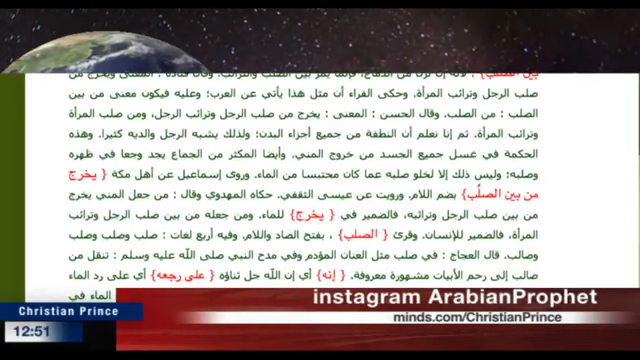 بين الصلب} : لأنه إن نزل من الدماغ، فإنما يمر بين الصلب والترائب. وقال قتادة : المعنى ويخرج من
صلب الرجل وترائب المرأة. وحكى الفراء أن مثل هذا يأتي عن العرب؛ وعليه فيكون معنى من بين
الصلب : من الصلب. وقال الحسن : المعنى : يخرج من صلب الرجل وترائب الرجل، ومن صلب المرأة
وترائب المرأة. ثم إنا نعلم أن النطفة من جميع أجزاء البدن؛ ولذلك يشبه الرجل والديه كثيرا. وهذه
الحكمة في غسل جميع الجسد من خروج المني. وأيضا المكثر من الجماع يجد وجعا في ظهره
وصلبه؛ وليس ذلك إلا لخلو صلبه عما كان محتبسا من الماء. وروى إسماعيل عن أهل مكة { يخرج
من بين الصلُب} بضم اللام. ورويت عن عيسى الثقفي. حكاه المهدوي وقال : من جعل المني يخرج
من بين صلب الرجل وترائبه، فالضمير في { يخرج} للماء. ومن جعله من بين صلب الرجل وترائب
المرأة، فالضمير للإنسان. وقرئ { الصلب} ، بفتح الصاد واللام. وفيه أربع لغات : صلب وصلب وصلب
وصالب. قال العجاج : في صلب مثل العنان المؤدم وفي مدح النبي صلى الله عليه وسلم : تنقل من
صالب إلى رحم الأبيات مشهورة معروفة. {إنه} أي إن الله جل ثناؤه { على رجعه} أي على رد الماء
الماء في
instagram ArabianProphet
Christian Prince
minds.com/ChristianPrince
12:51